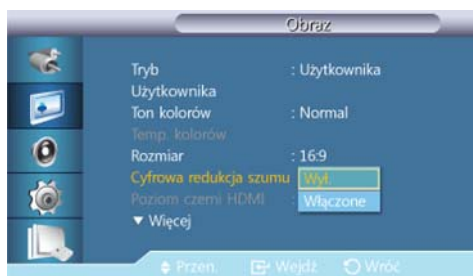 Obraz
Tryb : Użytkownika
Użytkownika
Ton kolorów : Normal
Temp. kolorów
Rozmiar : 16:9
Cyfrowa redukcja szumu Wył.
Poziom czerni HDMI : Włączone
▼ Więcej
Przen. Wejdź Wróc